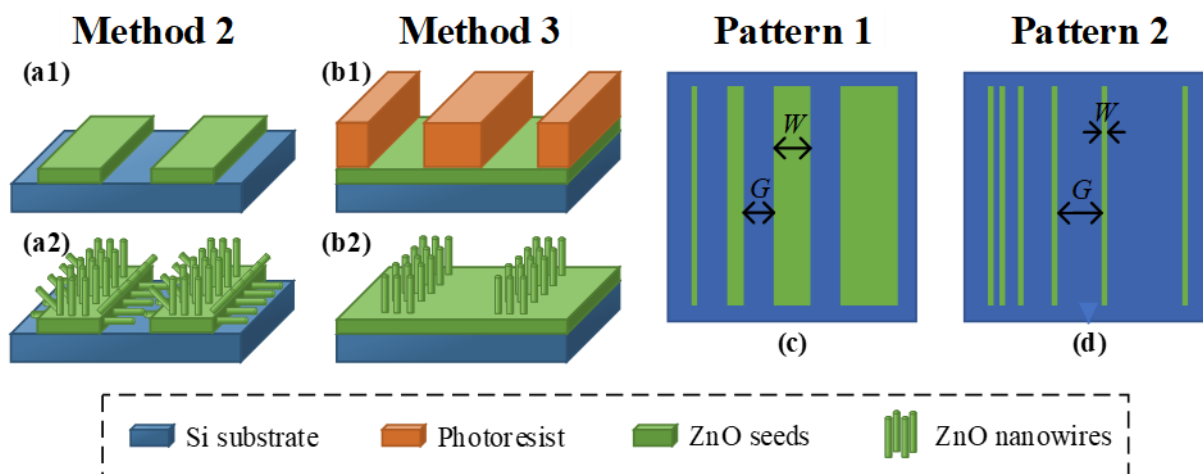 Method 2 Method 3 Pattern 1 Pattern 2
(a1) (b1)
W W
G G
(a2) (b2)
(c) (d)
Si substrate Photoresist ZnO seeds ZnO nanowires